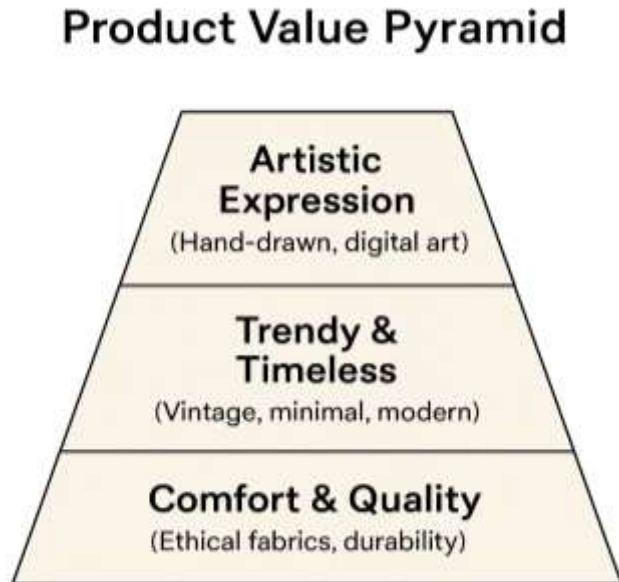 Product Value Pyramid
Artistic
Expression
(Hand-drawn, digital art)
Trendy &
Timeless
(Vintage, minimal, modern)
Comfort & Quality
(Ethical fabrics, durability)